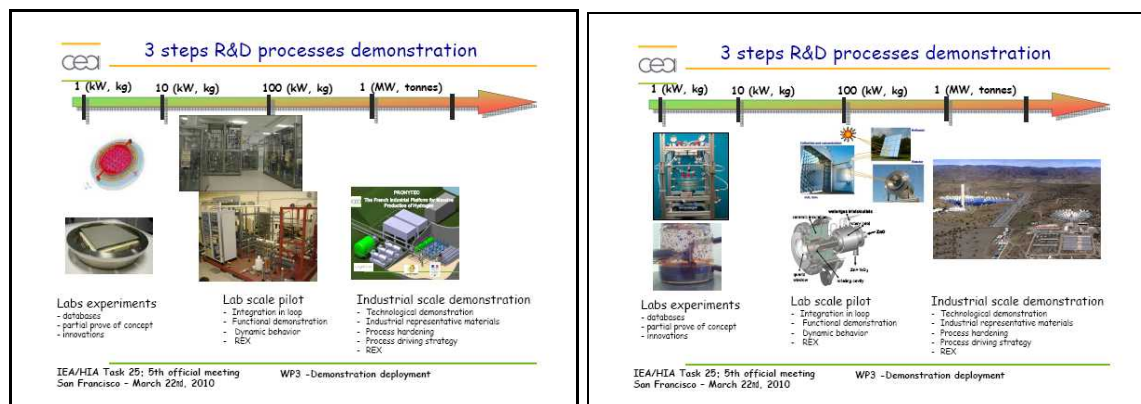 3 steps R&D processes demonstration
cea
1 (kW, kg) 10 (kW, kg) 100 (kW, kg) 1 (MW, tonnes)
PROHYTEC
The French Industrial Platform for Massive
Production of Hydrogen
Labs experiments
- databases
- partial prove of concept
- innovations
Lab scale pilot
- Integration in loop
- Functional demonstration
- Dynamic behavior
- REX
Industrial scale demonstration
- Technological demonstration
- Industrial representative materials
- Process hardening
- Process driving strategy
- REX
IEA/HIA Task 25; 5th official meeting
San Francisco – March 22nd, 2010
WP3 -Demonstration deployment
3 steps R&D processes demonstration
cea
1 (kW, kg) 10 (kW, kg) 100 (kW, kg) 1 (MW, tonnes)
quartz
window
rotating cavity
Labs experiments
- databases
- partial prove of concept
- innovations
Lab scale pilot
- Integration in loop
- Functional demonstration
- Dynamic behavior
- REX
Industrial scale demonstration
- Technological demonstration
- Industrial representative materials
- Process hardening
- Process driving strategy
- REX
IEA/HIA Task 25; 5th official meeting
San Francisco – March 22nd, 2010
WP3 -Demonstration deployment